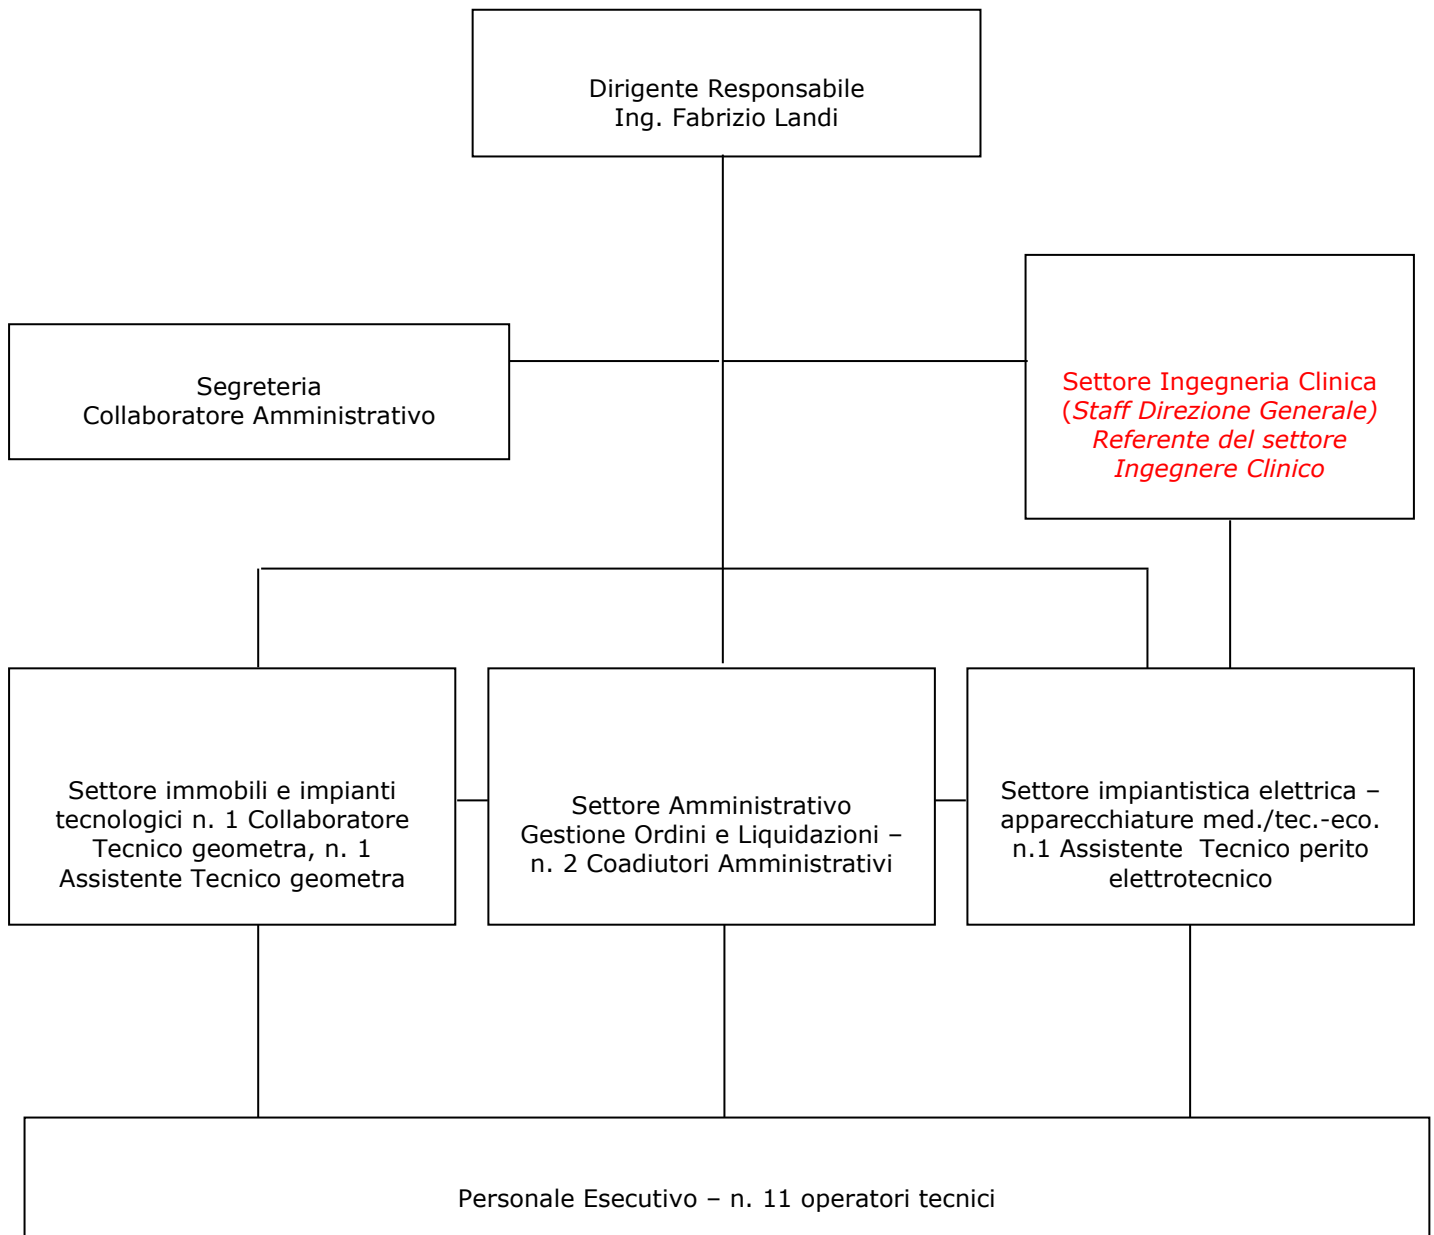 Dirigente Responsabile
Ing. Fabrizio Landi
Segreteria
Collaboratore Amministrativo
Settore Ingegneria Clinica
(Staff Direzione Generale)
Referente del settore
Ingegnere Clinico
Settore immobili e impianti
tecnologici n. 1 Collaboratore
Tecnico geometra, n. 1
Assistente Tecnico geometra
Settore Amministrativo
Gestione Ordini e Liquidazioni –
n. 2 Coadiutori Amministrativi
Settore impiantistica elettrica –
apparecchiature med./tec.-eco.
n.1 Assistente  Tecnico perito
elettrotecnico
Personale Esecutivo – n. 11 operatori tecnici